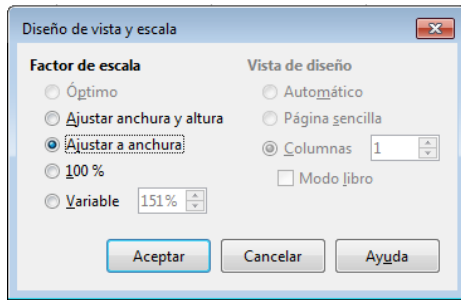 Diseño de vista y escala
Factor de escala
Óptimo
Ajustar anchura y altura
Ajustar a anchura
100 %
Variable 151%
Vista de diseño
Automático
Página sencilla
Columnas 1
Modo libro
Aceptar Cancelar Ayuda